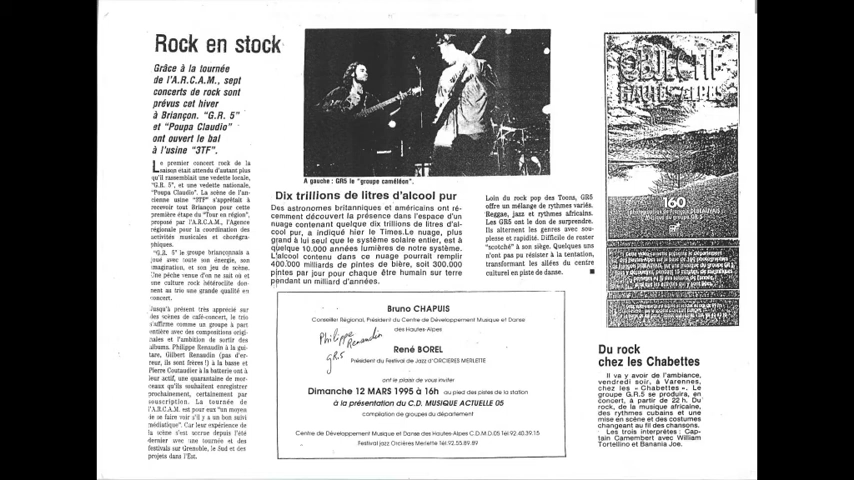 Rock en stock
Grâce à la tournée
de l'A.R.C.A.M., sept
concerts de rock sont
prévus cet hiver
à Briançon. "G.R. 5"
et "Poupa Claudio"
ont ouvert le bal
à l'usine "3TF".
Le premier concert rock de la
saison était attendu d'autant plus
qu'il rassemblait une vedette locale,
"G.R. 5", et une vedette nationale,
"Poupa Claudio". La scène de l'an-
cienne usine "3TF" s'apprêtait à
recevoir tout Briançon pour cette
première étape du "Tour en région",
proposé par l'A.R.C.A.M., l'Agence
régionale pour la coordination des
activités musicales et chorégra-
phiques.
"G.R. 5" le groupe briançonnais a
joué avec toute son énergie, son
imagination, et son jeu de scène.
Une pêche venue d'on ne sait où et
une culture rock hétéroclite don-
nent au trio une grande qualité en
concert.
Jusqu'à présent très apprécié sur
des scènes de café-concert, le trio
s'affirme comme un groupe à part
entière avec des compositions origi-
nales et l'ambition de sortir des
albums. Philippe Renaudin à la gui-
tare, Gilbert Renaudin (pas d'er-
reur, ils sont frères !) à la basse et
Pierre Coutaudier à la batterie ont à
leur actif, une quarantaine de mor-
ceaux qu'ils souhaitent enregistrer
prochainement, certainement par
souscription. La tournée de
l'A.R.C.A.M. est pour eux "un moyen
de se faire voir s'il y a un bon suivi
médiatique". Car leur expérience de
la scène s'est accrue depuis l'été
dernier avec une tournée et des
festivals sur Grenoble, le Sud et des
projets dans l'Est.
A gauche : GR5 le "groupe caméléon".
Dix trillions de litres d'alcool pur
Des astronomes britanniques et américains ont ré-
cemment découvert la présence dans l'espace d'un
nuage contenant quelque dix trillions de litres d'al-
cool pur, a indiqué hier le Times. Le nuage, plus
grand à lui seul que le système solaire entier, est à
quelque 10.000 années lumières de notre système.
L'alcool contenu dans ce nuage pourrait remplir
400.000 milliards de pintes de bière, soit 300.000
pintes par jour pour chaque être humain sur terre
pendant un milliard d'années.
Loin du rock pop des Toons, GR5
offre un mélange de rythmes variés.
Reggae, jazz et rythmes africains.
Les GR5 ont le don de surprendre.
Ils alternent les genres avec sou-
plesse et rapidité. Difficile de rester
"scotché" à son siège. Quelques uns
n'ont pas pu résister à la tentation,
transformant les allées du centre
culturel en piste de danse.
Bruno CHAPUIS
Conseiller Régional, Président du Centre de Développement Musique et Danse
des Hautes-Alpes
Philippe
Renaudin
GR.5
René BOREL
Président du Festival de Jazz d'ORCIERES MERLETTE
ont le plaisir de vous inviter
Dimanche 12 MARS 1995 à 16h au pied des pistes de la station
à la présentation du C.D. MUSIQUE ACTUELLE 05
compilation de groupes du département
Centre de Développement Musique et Danse des Hautes-Alpes C.D.M.D.05 Tél:92.40.39.15
Festival jazz Orcières Merlette Tél:92.55.89.89
OBJECTIF
HAUTES-ALPES
160
Du rock
chez les Chabettes
Il va y avoir de l'ambiance,
vendredi soir, à Varennes,
chez les « Chabettes ». Le
groupe G.R.5 se produira, en
concert, à partir de 22 h. Du
rock, de la musique africaine,
des rythmes cubains et une
mise en scène et des costumes
changeant au fil des chansons.
Les trois interprètes : Cap-
tain Camembert avec William
Tortellino et Banania Joe.